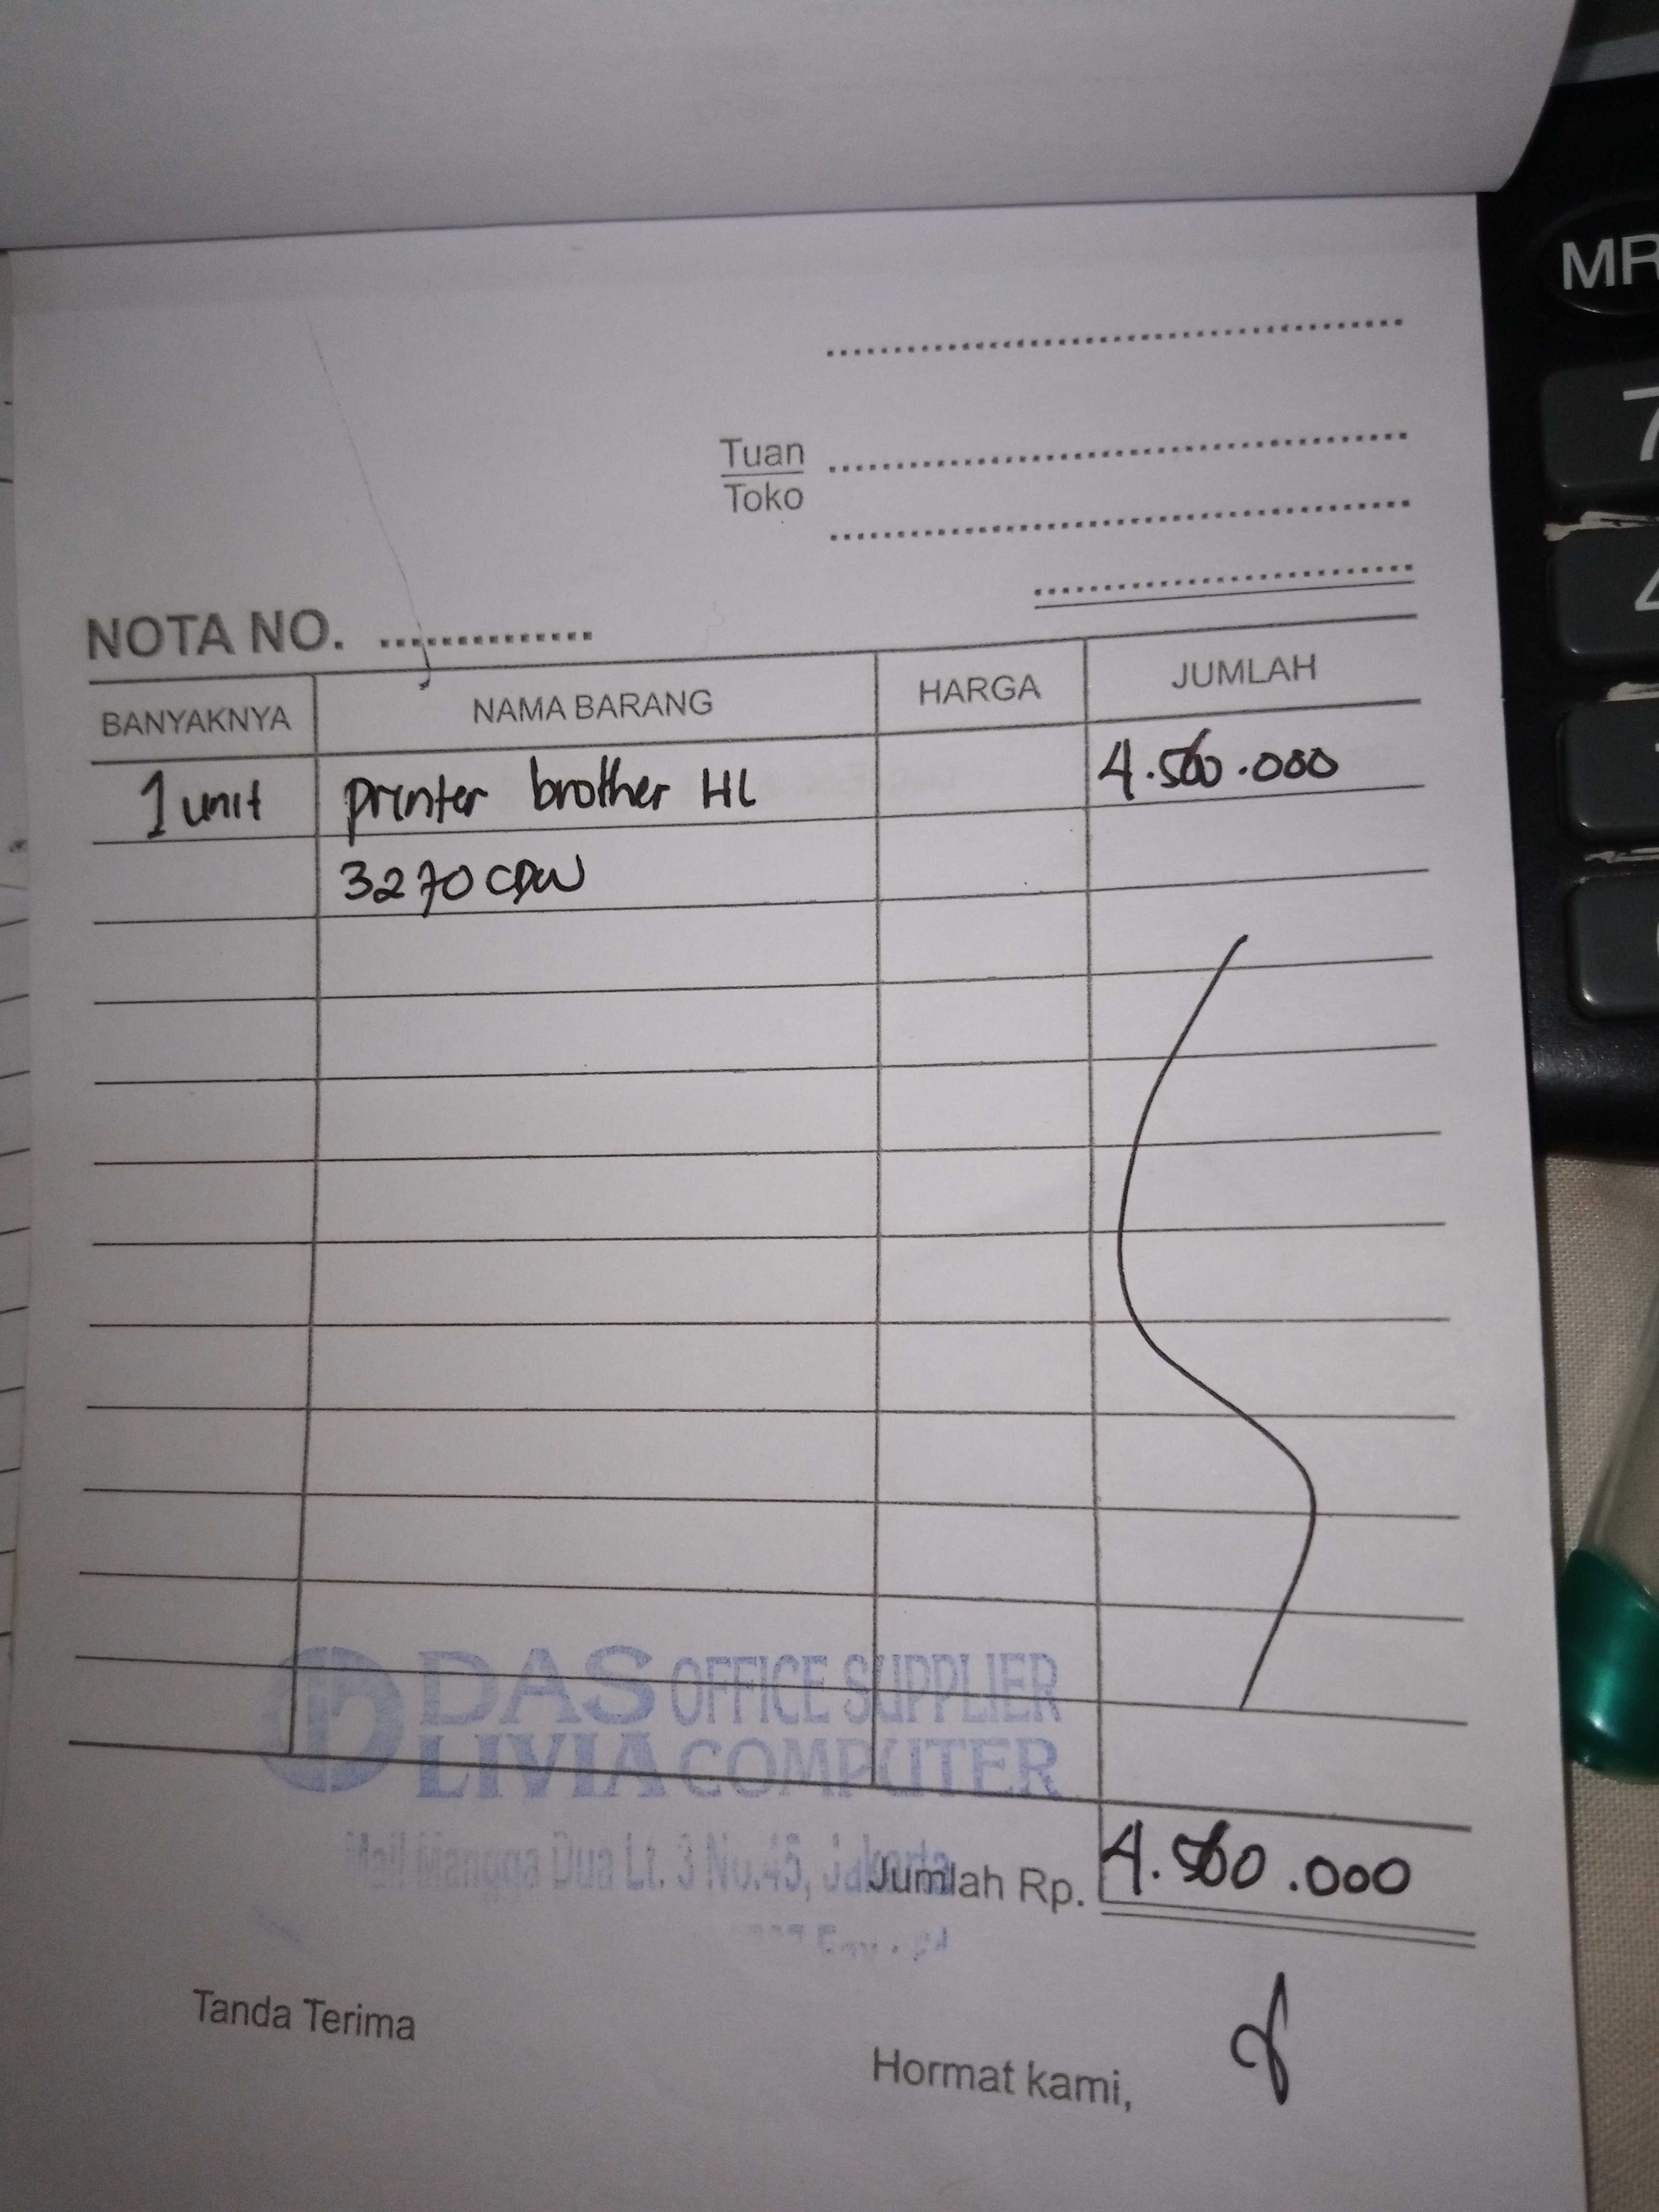 Tuan
Toko
NOTA NO.
BANYAKNYA NAMA BARANG HARGA JUMLAH
1 unit printer brother HL 4.560.000
3270 CDW
DAS OFFICE SUPPLIER
LIVIA COMPUTER
Mall Mangga Dua Lt. 3 No.45, Jakarta
Jumlah Rp. 4.560.000
Tanda Terima
Hormat kami,
MR
7
4